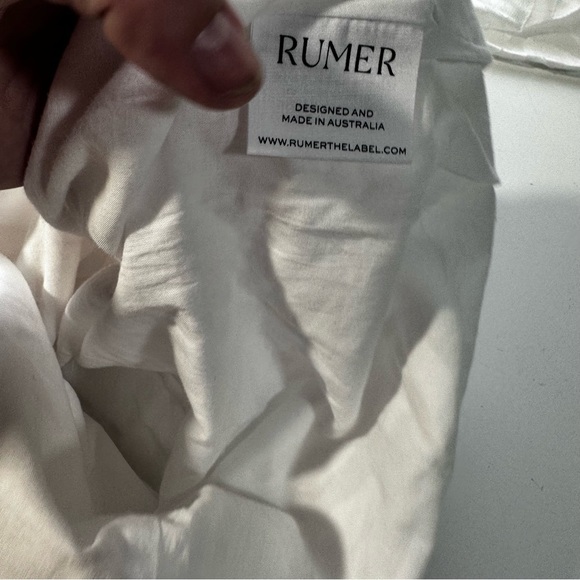 RUMER
DESIGNED AND
MADE IN AUSTRALIA
WWW.RUMERTHELABEL.COM